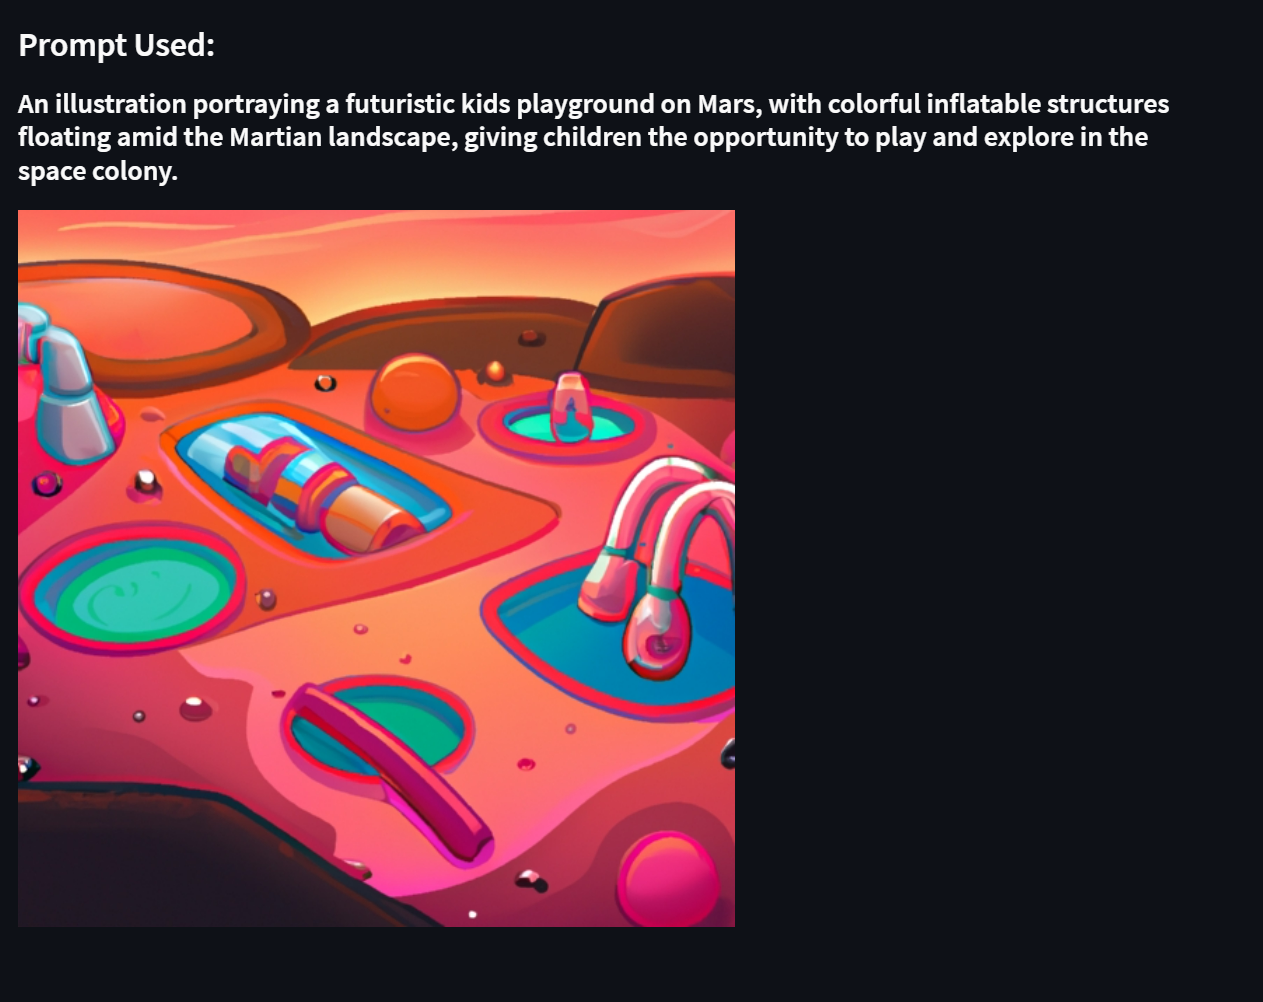 Prompt Used:
An illustration portraying a futuristic kids playground on Mars, with colorful inflatable structures
floating amid the Martian landscape, giving children the opportunity to play and explore in the
space colony.